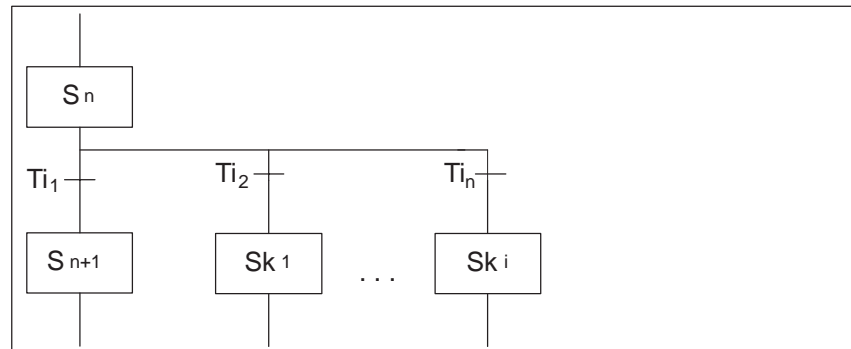 S n
Ti₁ Ti₂ Tiₙ
S n+1 Sk 1 . . . Sk i